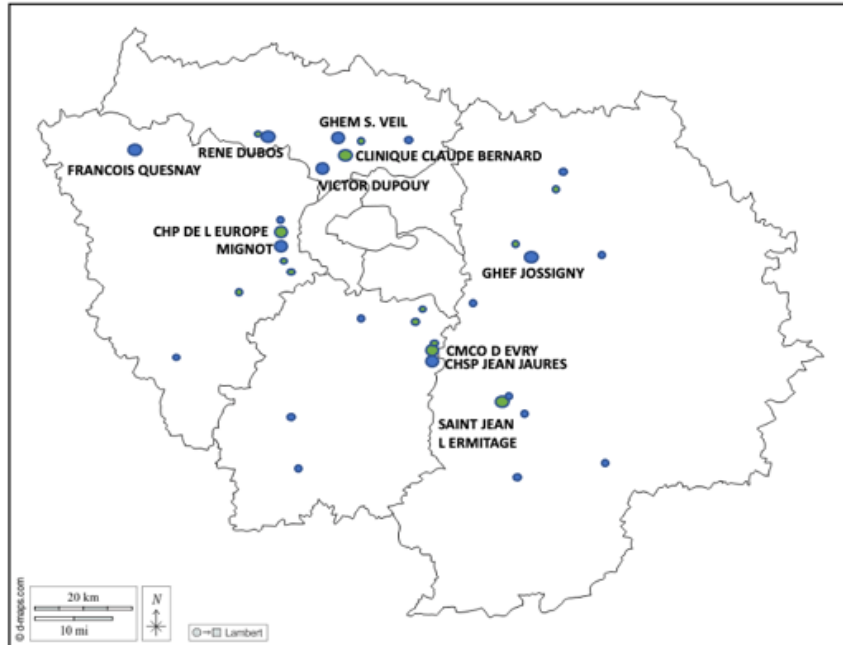 GHEM S. VEIL
RENE DUBOS
CLINIQUE CLAUDE BERNARD
FRANCOIS QUESNAY
VICTOR DUPOUY
CHP DE L EUROPE
MIGNOT
GHEF JOSSIGNY
CMCO D EVRY
CHSP JEAN JAURES
SAINT JEAN
L ERMITAGE
© d-maps.com
20 km
10 mi
N
Lambert